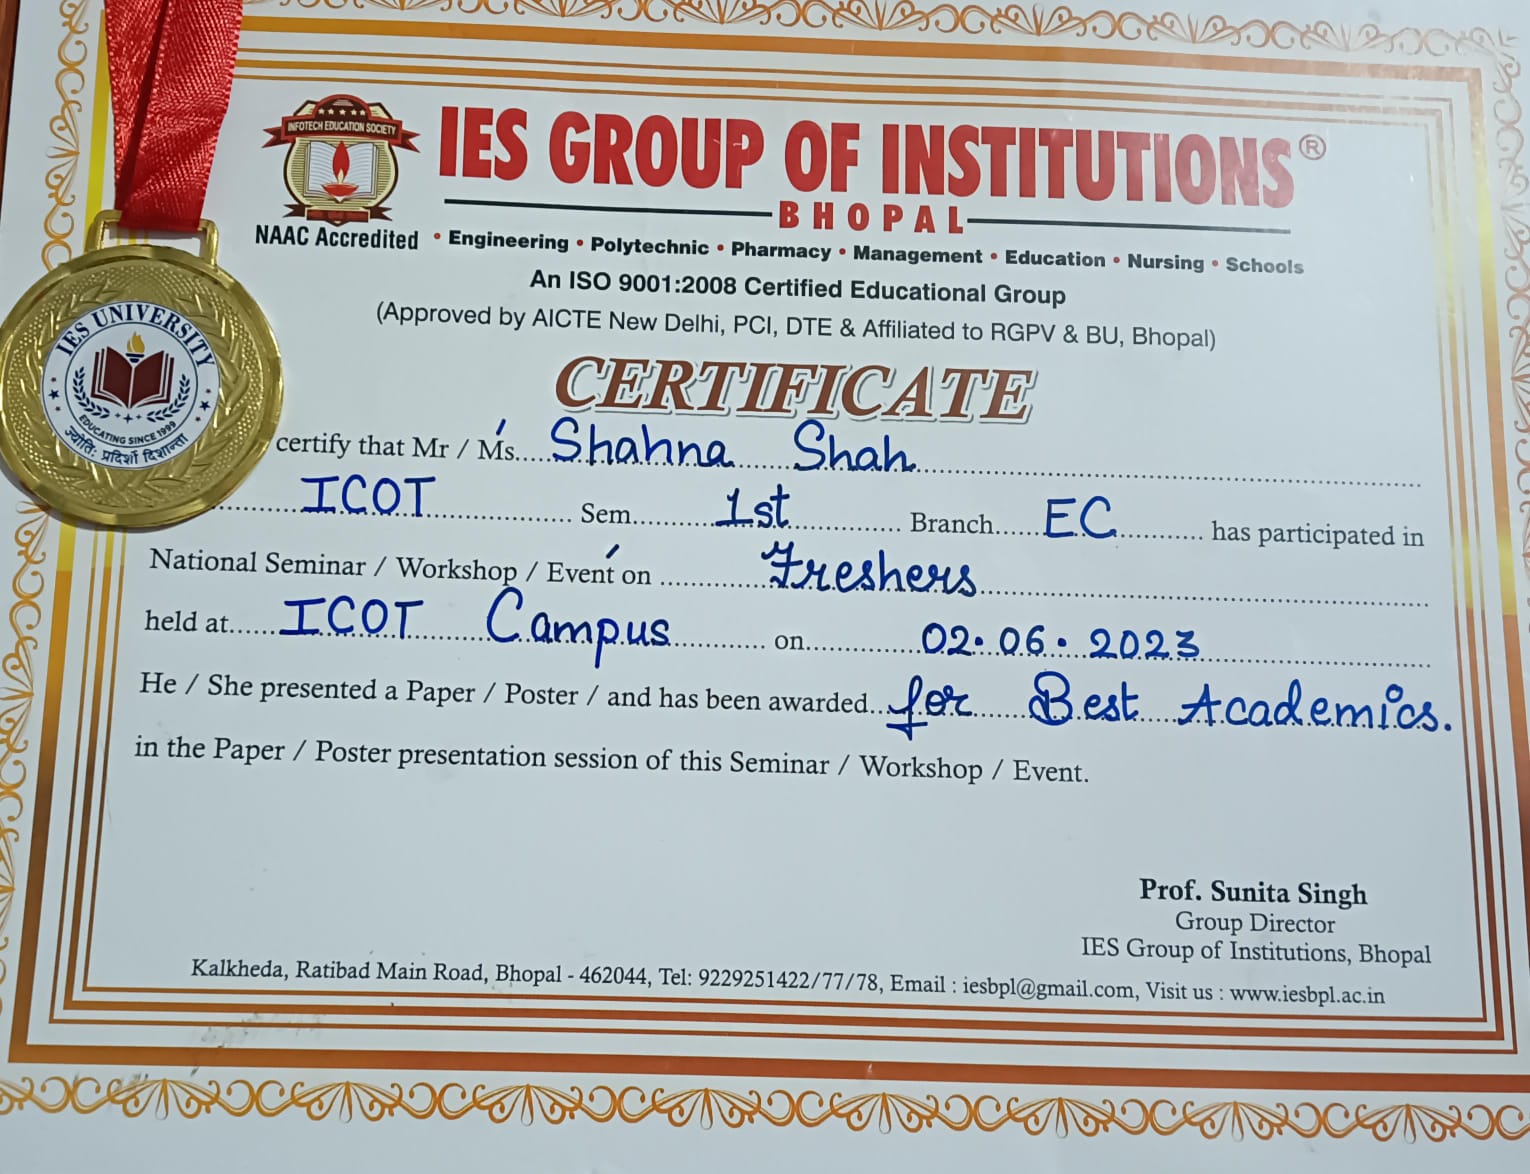 INFOTECH EDUCATION SOCIETY
IES GROUP OF INSTITUTIONS®
BHOPAL
NAAC Accredited • Engineering • Polytechnic • Pharmacy • Management • Education • Nursing • Schools
An ISO 9001:2008 Certified Educational Group
(Approved by AICTE New Delhi, PCI, DTE & Affiliated to RGPV & BU, Bhopal)
IES UNIVERSITY
EDUCATING SINCE 1999
ज्योतिः प्रदिर्शो दिशान्ता
CERTIFICATE
certify that Mr / Ms. Shahna Shah
ICOT Sem. 1st Branch EC has participated in
National Seminar / Workshop / Event on Freshers
held at ICOT Campus on 02.06.2023
He / She presented a Paper / Poster / and has been awarded for Best Academics.
in the Paper / Poster presentation session of this Seminar / Workshop / Event.
Prof. Sunita Singh
Group Director
IES Group of Institutions, Bhopal
Kalkheda, Ratibad Main Road, Bhopal - 462044, Tel: 9229251422/77/78, Email : iesbpl@gmail.com, Visit us : www.iesbpl.ac.in